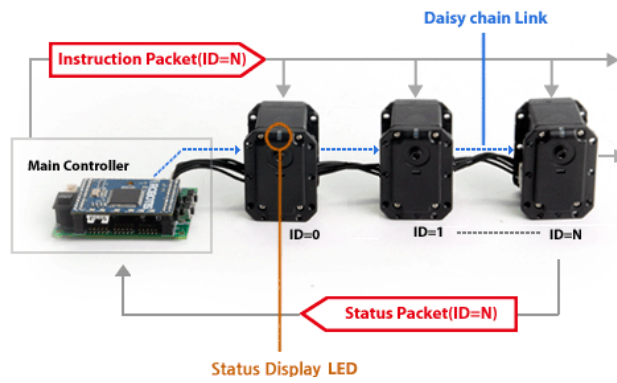 Daisy chain Link
Instruction Packet(ID=N)
Main Controller
ID=0
ID=1
ID=N
Status Packet(ID=N)
Status Display LED